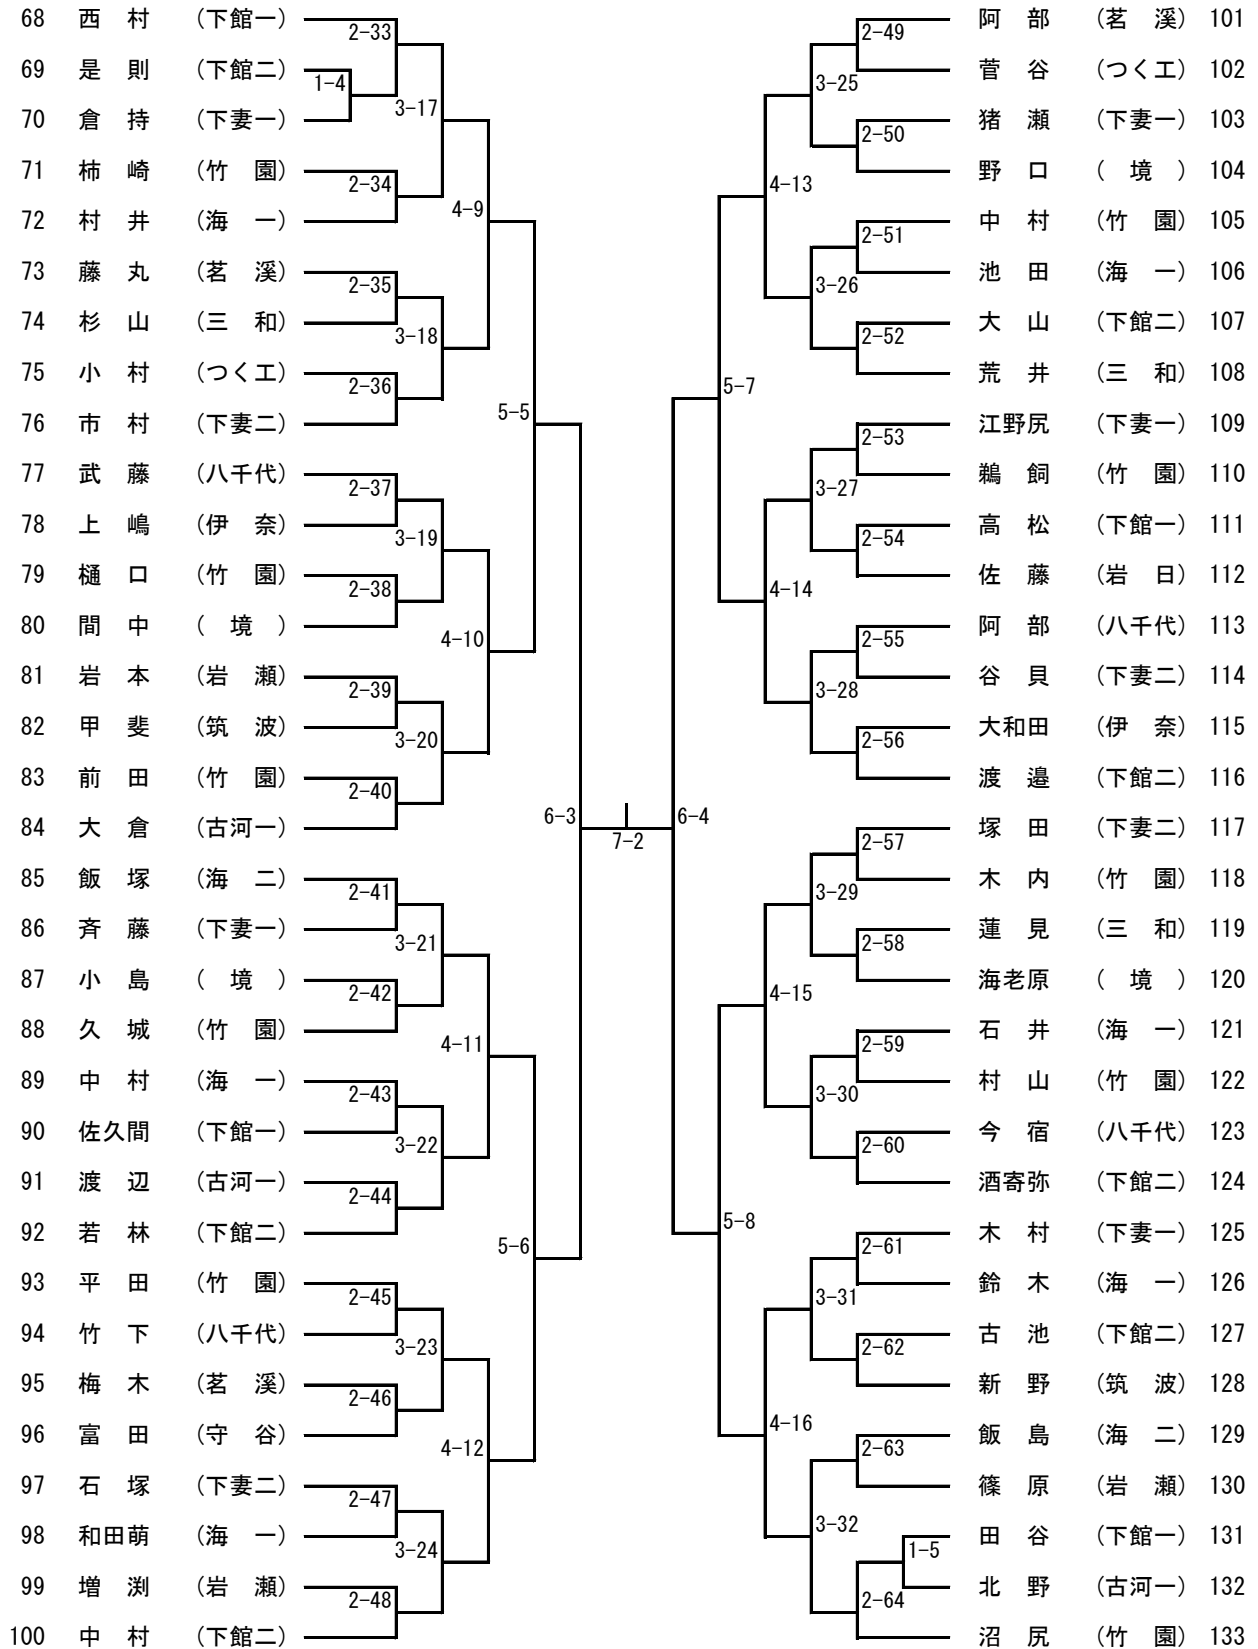 68 西 村 （下館一）
2-33
69 是 則 （下館二）
1-4
70 倉 持 （下妻一）
3-17
71 柿 崎 （竹 園）
2-34
72 村 井 （海 一）
4-9
73 藤 丸 （茗 溪）
2-35
74 杉 山 （三 和）
3-18
75 小 村 （つく工）
2-36
76 市 村 （下妻二）
5-5
77 武 藤 （八千代）
2-37
78 上 嶋 （伊 奈）
3-19
79 樋 口 （竹 園）
2-38
80 間 中 （ 境 ）
4-10
81 岩 本 （岩 瀬）
2-39
82 甲 斐 （筑 波）
3-20
83 前 田 （竹 園）
2-40
84 大 倉 （古河一）
6-3
85 飯 塚 （海 二）
2-41
86 斉 藤 （下妻一）
3-21
87 小 島 （ 境 ）
2-42
88 久 城 （竹 園）
4-11
89 中 村 （海 一）
2-43
90 佐久間 （下館一）
3-22
91 渡 辺 （古河一）
2-44
92 若 林 （下館二）
5-6
93 平 田 （竹 園）
2-45
94 竹 下 （八千代）
3-23
95 梅 木 （茗 溪）
2-46
96 富 田 （守 谷）
4-12
97 石 塚 （下妻二）
2-47
98 和田萌 （海 一）
3-24
99 増 渕 （岩 瀬）
2-48
100 中 村 （下館二）
7-2
阿 部 （茗 溪） 101
2-49
菅 谷 （つく工） 102
3-25
猪 瀬 （下妻一） 103
2-50
野 口 （ 境 ） 104
4-13
中 村 （竹 園） 105
2-51
池 田 （海 一） 106
3-26
大 山 （下館二） 107
2-52
荒 井 （三 和） 108
5-7
江野尻 （下妻一） 109
2-53
鵜 飼 （竹 園） 110
3-27
高 松 （下館一） 111
2-54
佐 藤 （岩 日） 112
4-14
阿 部 （八千代） 113
2-55
谷 貝 （下妻二） 114
3-28
大和田 （伊 奈） 115
2-56
渡 邉 （下館二） 116
6-4
塚 田 （下妻二） 117
2-57
木 内 （竹 園） 118
3-29
蓮 見 （三 和） 119
2-58
海老原 （ 境 ） 120
4-15
石 井 （海 一） 121
2-59
村 山 （竹 園） 122
3-30
今 宿 （八千代） 123
2-60
酒寄弥 （下館二） 124
5-8
木 村 （下妻一） 125
2-61
鈴 木 （海 一） 126
3-31
古 池 （下館二） 127
2-62
新 野 （筑 波） 128
4-16
飯 島 （海 二） 129
2-63
篠 原 （岩 瀬） 130
3-32
田 谷 （下館一） 131
1-5
北 野 （古河一） 132
2-64
沼 尻 （竹 園） 133